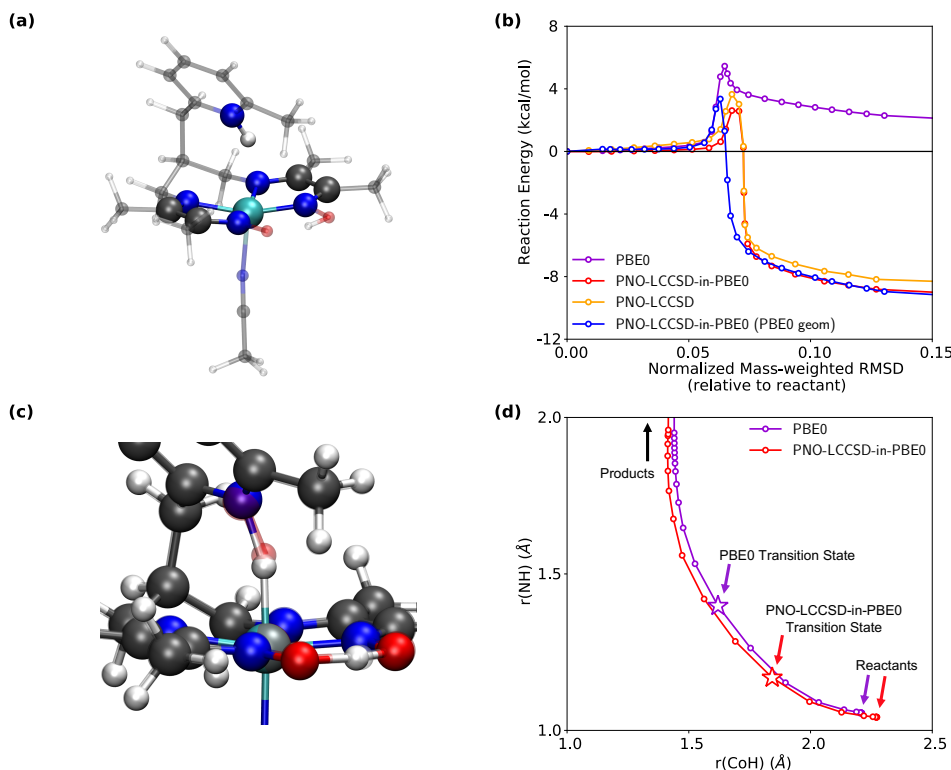 (a)
(b)
Reaction Energy (kcal/mol)
8
4
0
−4
−8
−12
PBE0
PNO-LCCSD-in-PBE0
PNO-LCCSD
PNO-LCCSD-in-PBE0 (PBE0 geom)
0.00
0.05
0.10
0.15
Normalized Mass-weighted RMSD
(relative to reactant)
(c)
(d)
r(NH) (Å)
2.0
1.5
1.0
PBE0
PNO-LCCSD-in-PBE0
Products
PBE0 Transition State
PNO-LCCSD-in-PBE0
Transition State
Reactants
1.0
1.5
2.0
2.5
r(CoH) (Å)